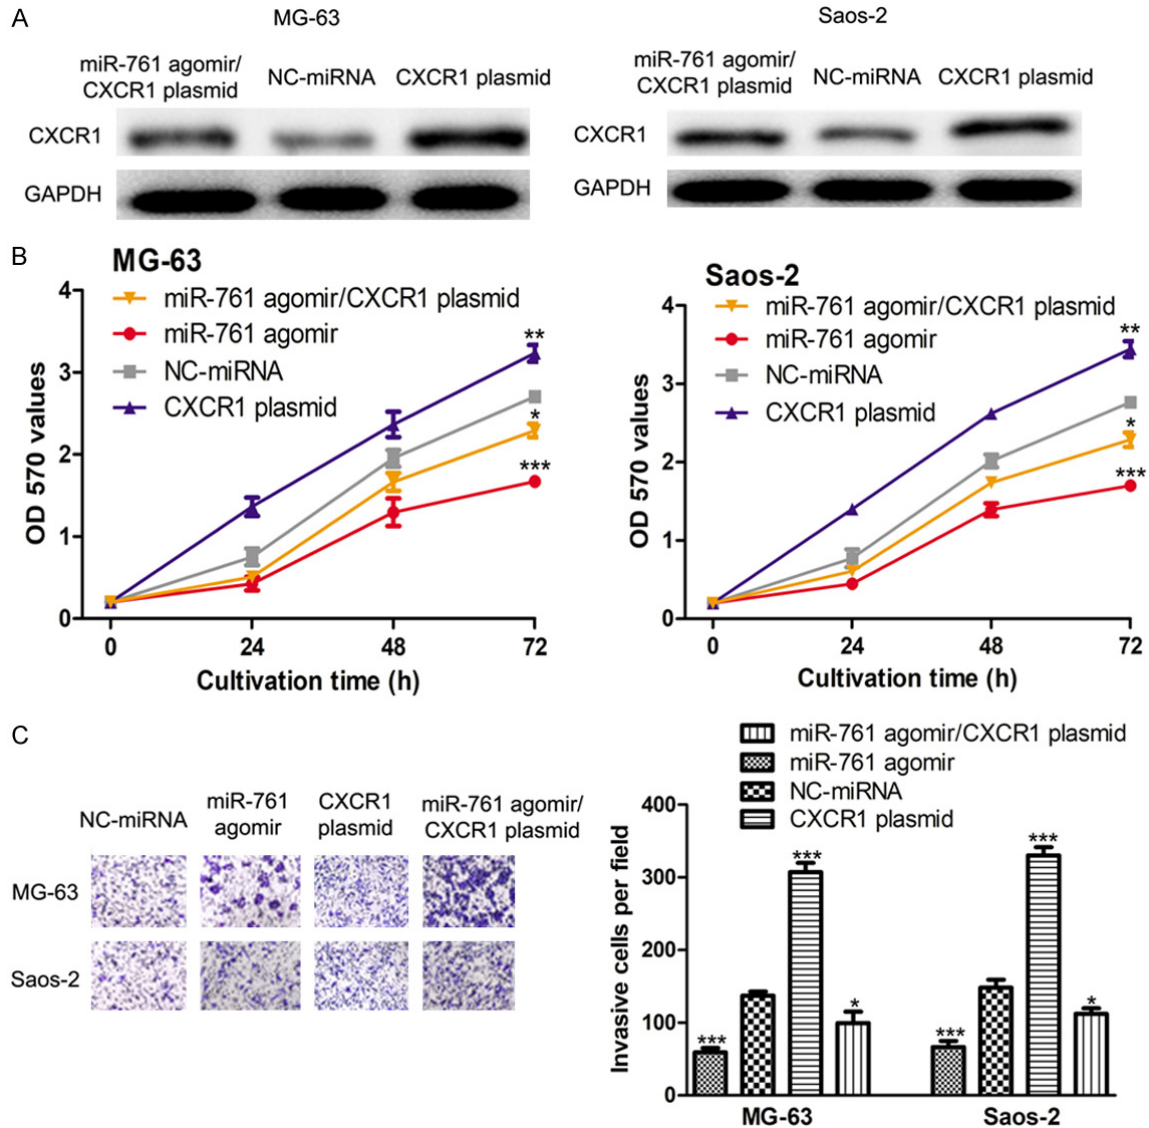 A
MG-63
Saos-2
miR-761 agomir/
CXCR1 plasmid
NC-miRNA
CXCR1 plasmid
miR-761 agomir/
CXCR1 plasmid
NC-miRNA
CXCR1 plasmid
CXCR1
CXCR1
GAPDH
GAPDH
B
MG-63
miR-761 agomir/CXCR1 plasmid
miR-761 agomir
NC-miRNA
CXCR1 plasmid
OD 570 values
4
3
2
1
0
**
*
***
0
24
48
72
Cultivation time (h)
Saos-2
miR-761 agomir/CXCR1 plasmid
miR-761 agomir
NC-miRNA
CXCR1 plasmid
OD 570 values
4
3
2
1
0
**
*
***
0
24
48
72
Cultivation time (h)
C
NC-miRNA
miR-761
agomir
CXCR1
plasmid
miR-761 agomir/
CXCR1 plasmid
MG-63
Saos-2
miR-761 agomir/CXCR1 plasmid
miR-761 agomir
NC-miRNA
CXCR1 plasmid
Invasive cells per field
400
300
200
100
0
***
***
*
***
***
*
MG-63
Saos-2